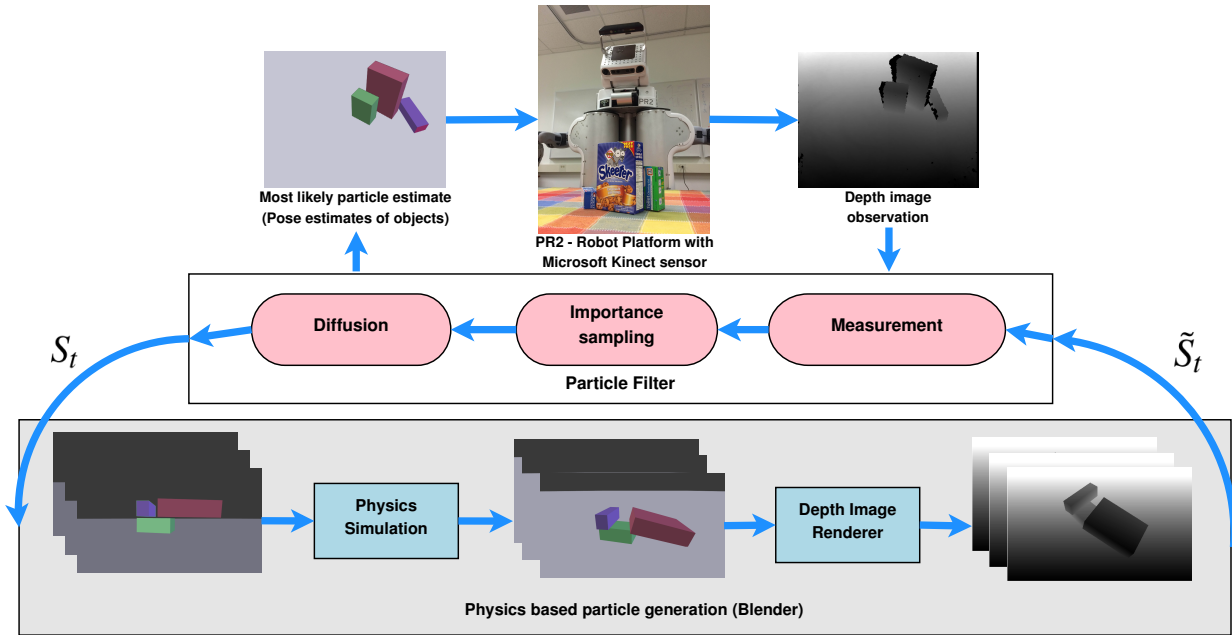 Most likely particle estimate
(Pose estimates of objects)
PR2
Skeeter
PR2 - Robot Platform with
Microsoft Kinect sensor
Depth image
observation
Diffusion
Importance
sampling
Measurement
Particle Filter
S_t
S̃_t
Physics
Simulation
Depth Image
Renderer
Physics based particle generation (Blender)